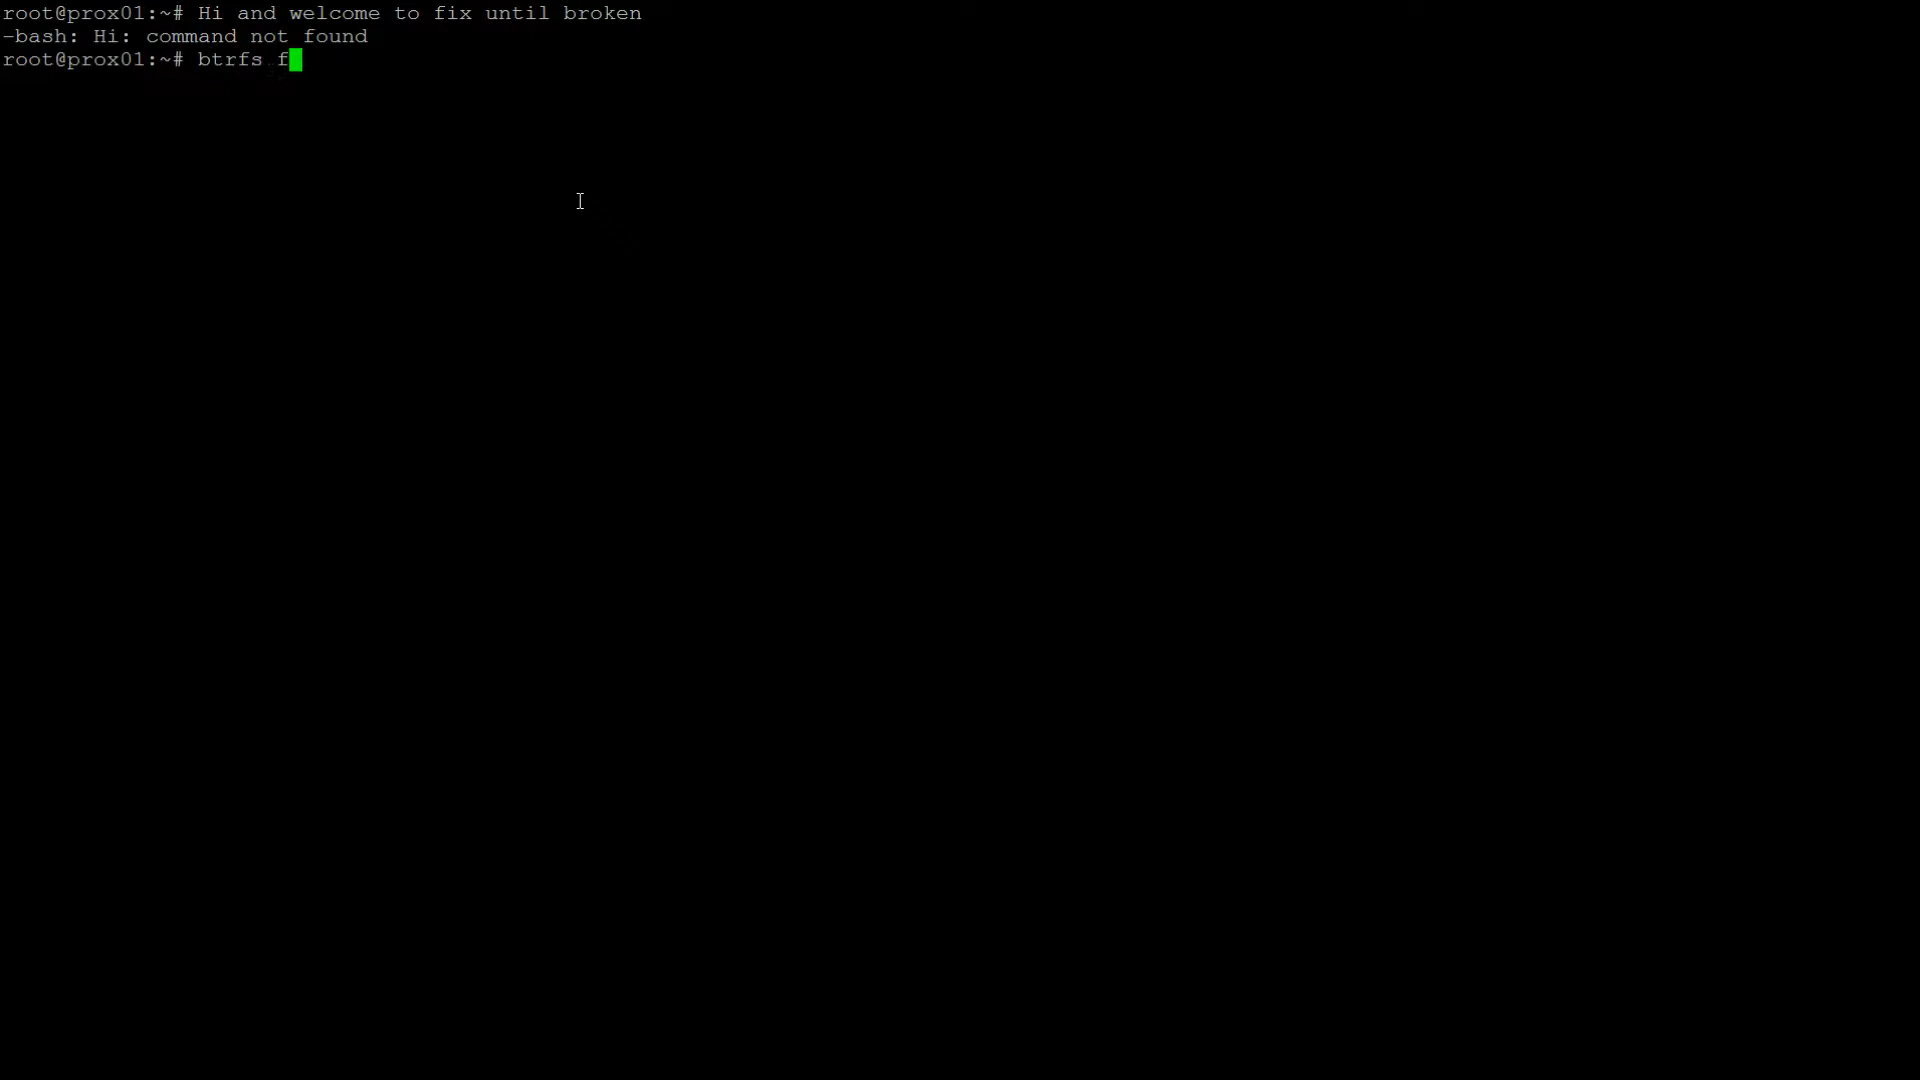 root@prox01:~# Hi and welcome to fix until broken
-bash: Hi: command not found
root@prox01:~# btrfs f